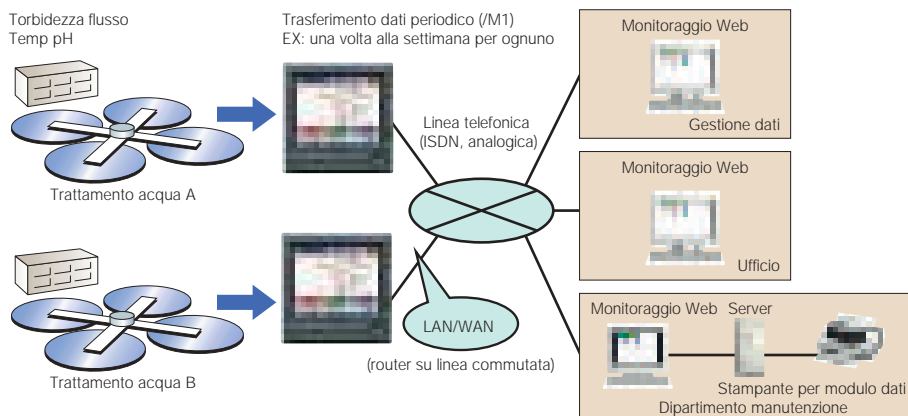 Torbidezza flusso
Temp pH
Trattamento acqua A
Trasferimento dati periodico (/M1)
EX: una volta alla settimana per ognuno
Linea telefonica
(ISDN, analogica)
Monitoraggio Web
Gestione dati
Monitoraggio Web
Ufficio
Trattamento acqua B
LAN/WAN
(router su linea commutata)
Monitoraggio Web Server
Stampante per modulo dati
Dipartimento manutenzione